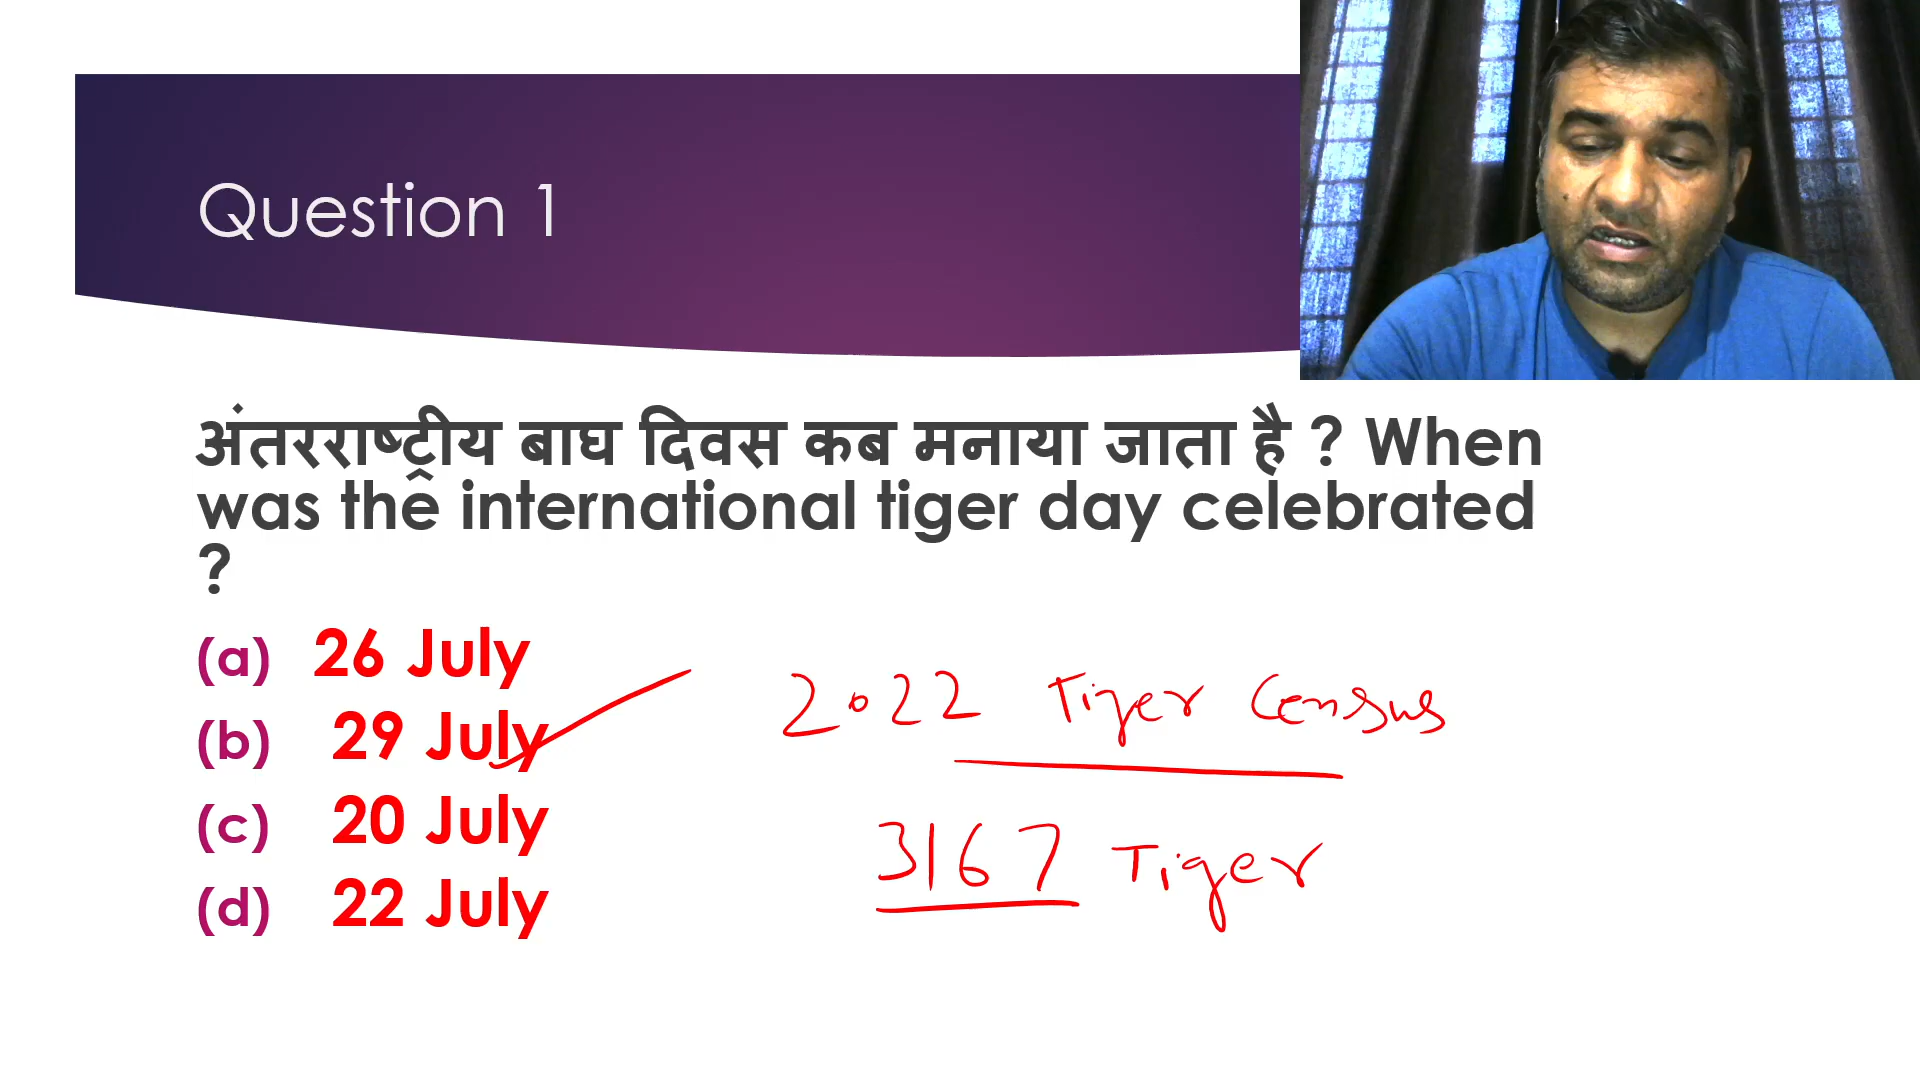 Question 1
अंतरराष्ट्रीय बाघ दिवस कब मनाया जाता है ? When
was the international tiger day celebrated
?
(a) 26 July
(b) 29 July
(c) 20 July
(d) 22 July
2022 Tiger Census
3167 Tiger